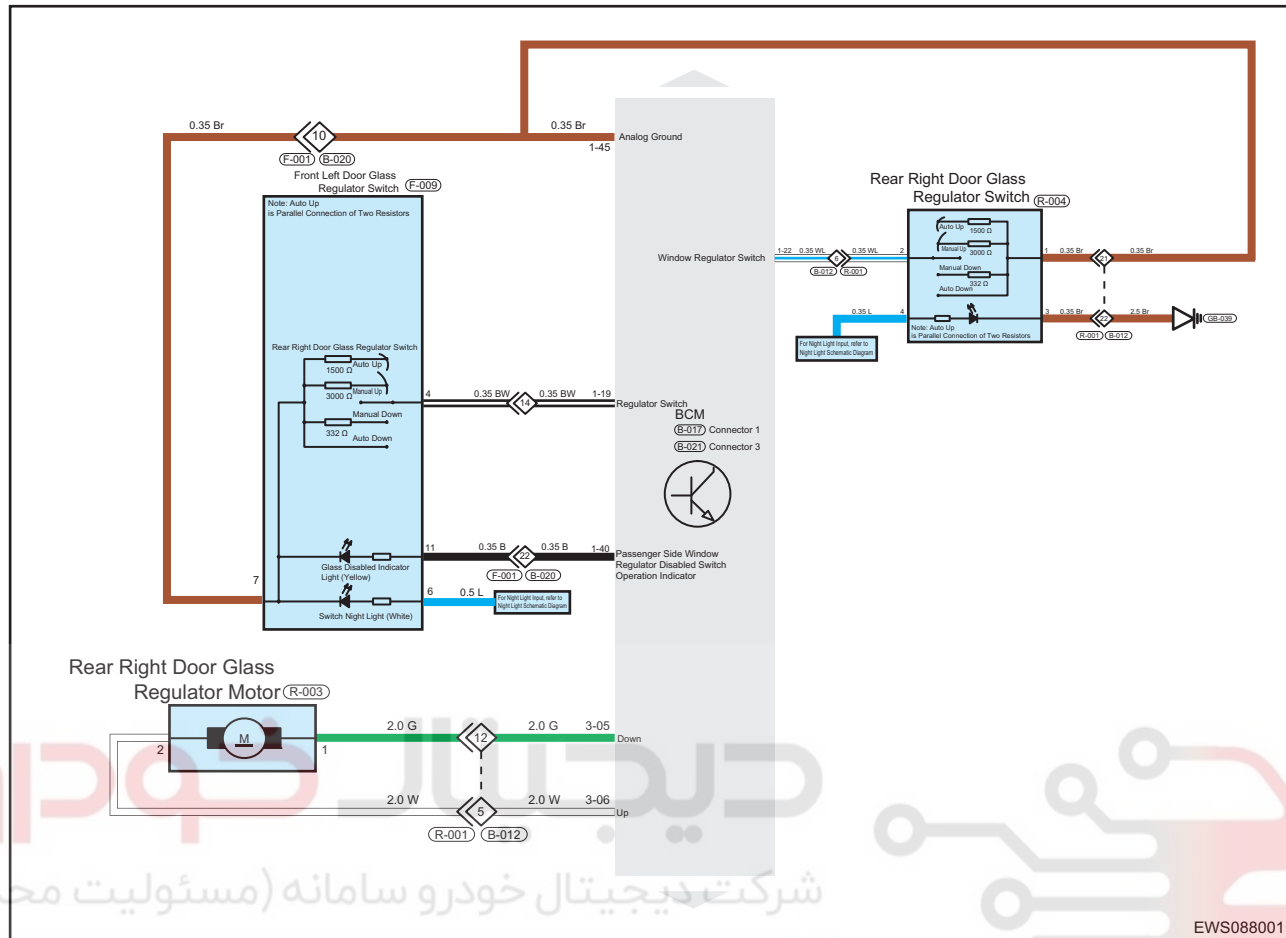 0.35 Br
10
0.35 Br
Analog Ground
1-45
F-001 B-020
Front Left Door Glass
Regulator Switch F-009
Note: Auto Up
is Parallel Connection of Two Resistors
Rear Right Door Glass Regulator Switch
Auto Up
1500 Ω
Manual Up
3000 Ω
Manual Down
332 Ω
Auto Down
4
0.35 BW
14
0.35 BW
1-19
Regulator Switch
BCM
B-017 Connector 1
B-021 Connector 3
11
0.35 B
22
0.35 B
1-40
Passenger Side Window
Regulator Disabled Switch
Operation Indicator
Glass Disabled Indicator
Light (Yellow)
F-001 B-020
7
6
0.5 L
For Night Light Input, refer to
Night Light Schematic Diagram
Switch Night Light (White)
Rear Right Door Glass
Regulator Switch R-004
Auto Up
1500 Ω
Manual Up
3000 Ω
Manual Down
332 Ω
Auto Down
Window Regulator Switch
1-22
0.35 WL
6
0.35 WL
2
B-012 R-001
1
0.35 Br
21
0.35 Br
0.35 L
4
3
0.35 Br
22
2.5 Br
GB-039
R-001 B-012
Note: Auto Up
is Parallel Connection of Two Resistors
For Night Light Input, refer to
Night Light Schematic Diagram
Rear Right Door Glass
Regulator Motor R-003
M
2
1
2.0 G
12
2.0 G
3-05
Down
2.0 W
5
2.0 W
3-06
Up
R-001 B-012
دیجیتال خودرو
شرکت دیجیتال خودرو سامانه (مسئولیت
EWS088001